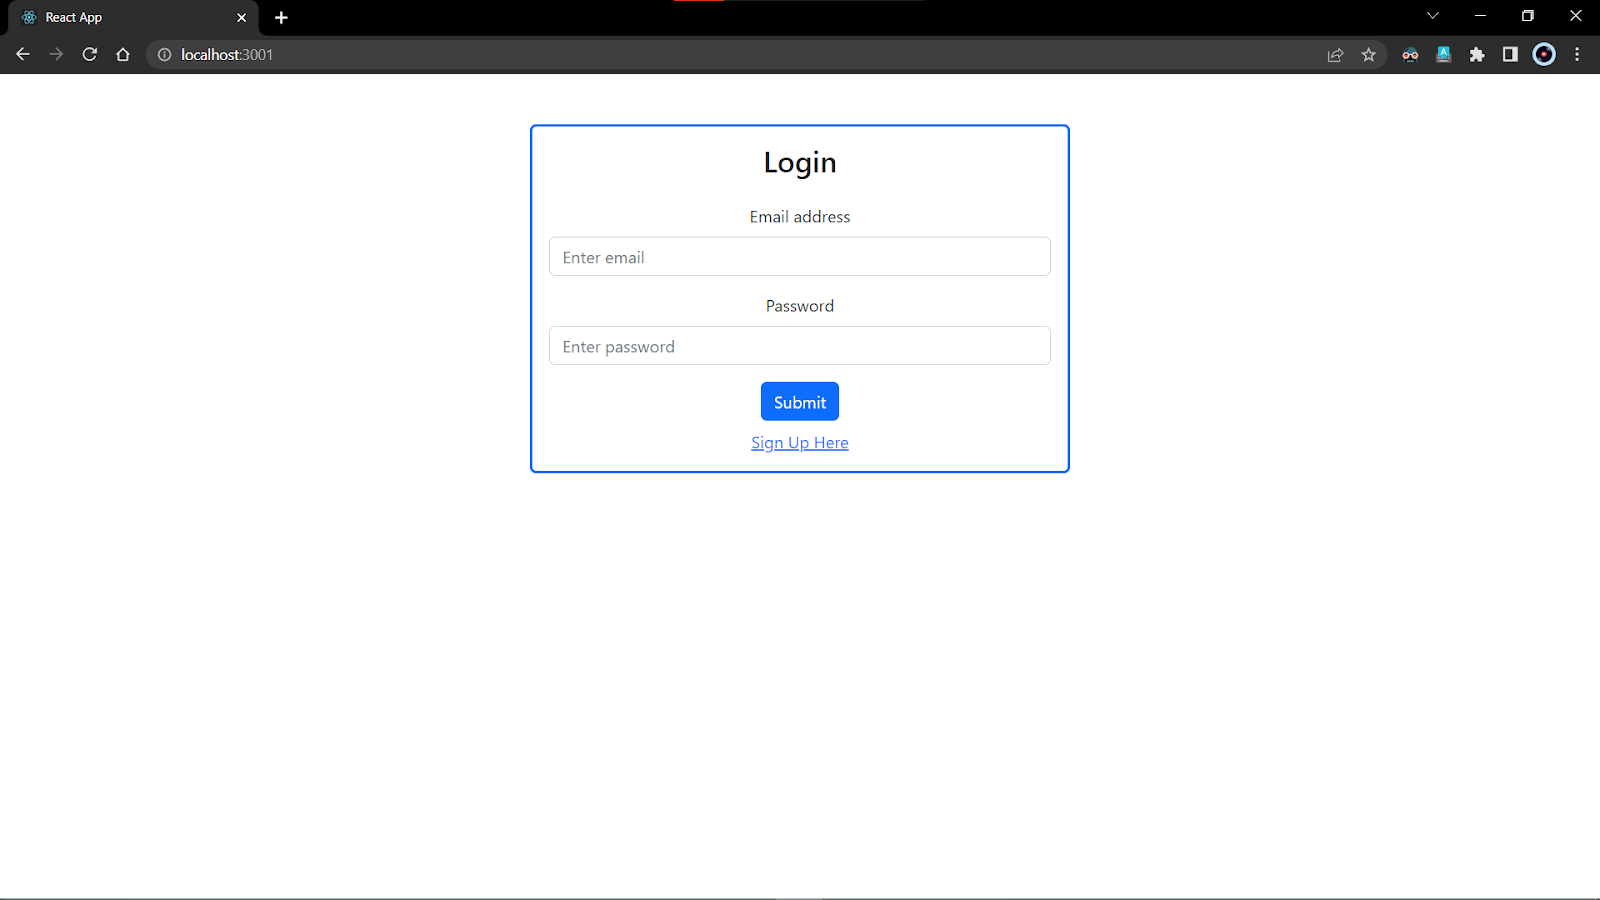 React App
localhost:3001
Login
Email address
Enter email
Password
Enter password
Submit
Sign Up Here